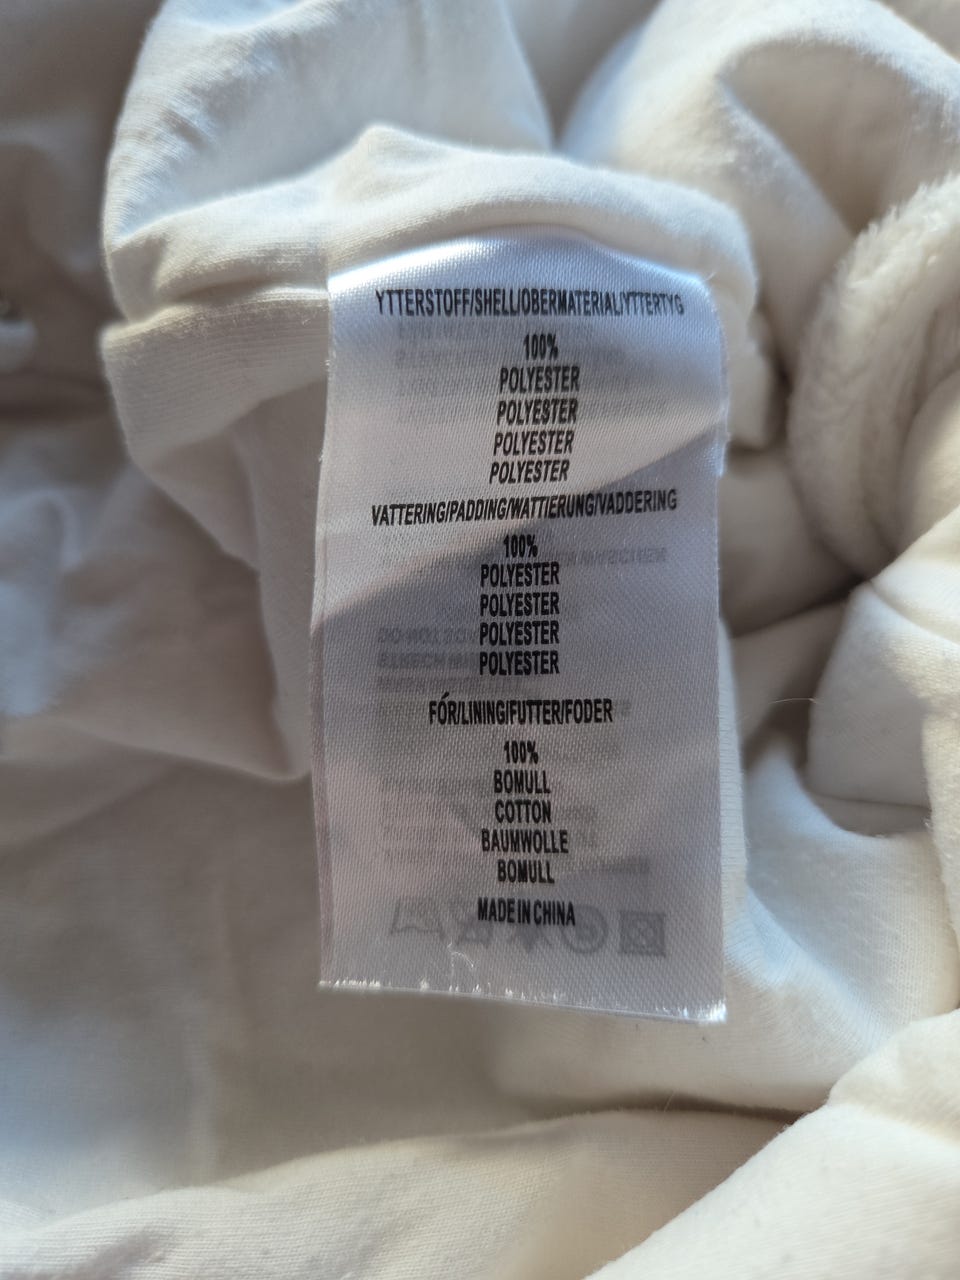 YTTERSTOFF/SHELL/OBERMATERIAL/YTTERTYG
100%
POLYESTER
POLYESTER
POLYESTER
POLYESTER
VATTERING/PADDING/WATTIERUNG/VADDERING
100%
POLYESTER
POLYESTER
POLYESTER
POLYESTER
FÓR/LINING/FUTTER/FODER
100%
BOMULL
COTTON
BAUMWOLLE
BOMULL
MADE IN CHINA